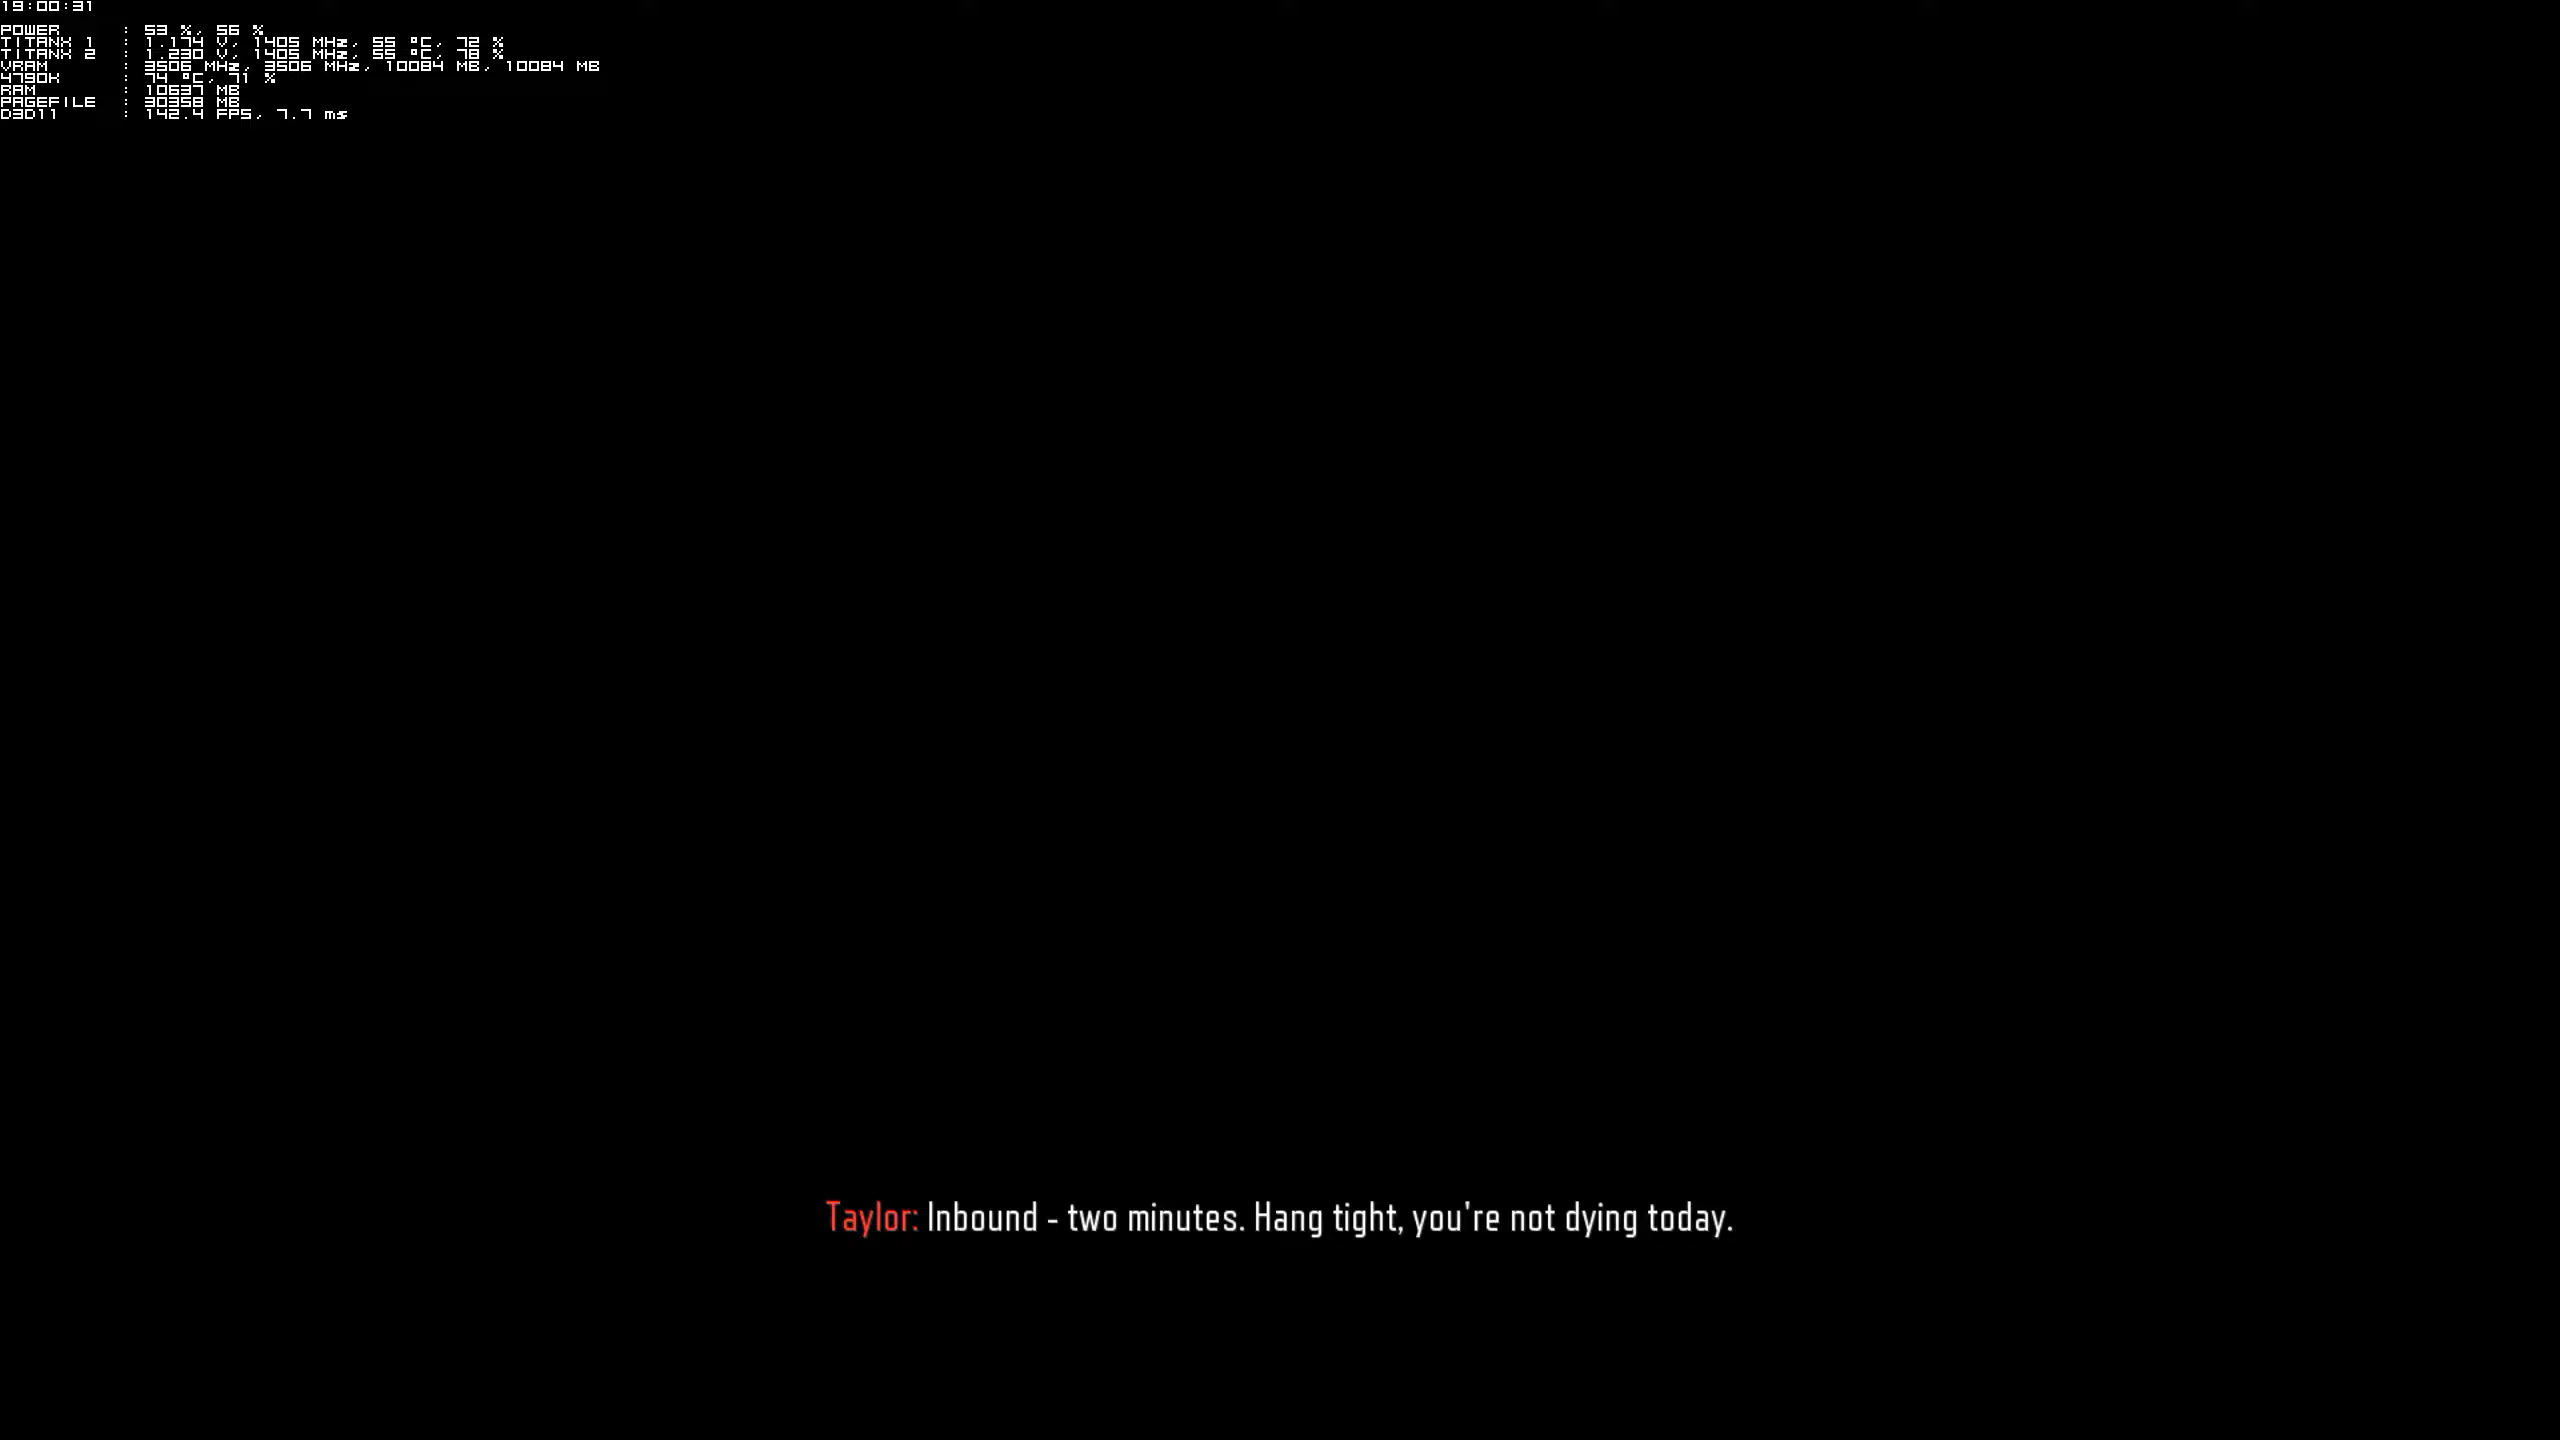 19:00:31
POWER : 53 %, 56 %
TITANX 1 : 1.174 V, 1405 MHz, 55 °C, 72 %
TITANX 2 : 1.230 V, 1405 MHz, 55 °C, 78 %
VRAM : 3506 MHz, 3506 MHz, 10084 MB, 10084 MB
4790K : 74 °C, 71 %
RAM : 10637 MB
PAGEFILE : 30358 MB
D3D11 : 142.4 FPS, 7.7 ms
Taylor: Inbound - two minutes. Hang tight, you're not dying today.